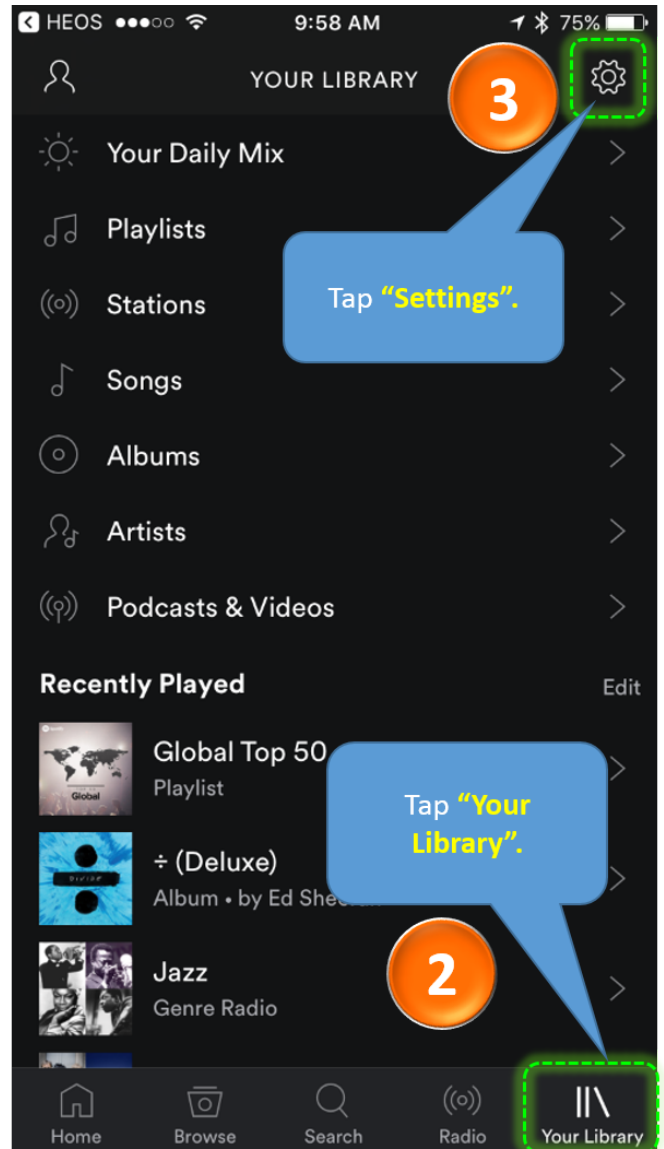 HEOS 9:58 AM 75%
YOUR LIBRARY
3
Your Daily Mix
Playlists
Stations
Tap “Settings”.
Songs
Albums
Artists
Podcasts & Videos
Recently Played Edit
Global Top 50
Playlist
Global
Tap “Your
Library”.
÷ (Deluxe)
Album • by Ed Sheeran
DIVIDE
2
Jazz
Genre Radio
Home Browse Search Radio Your Library